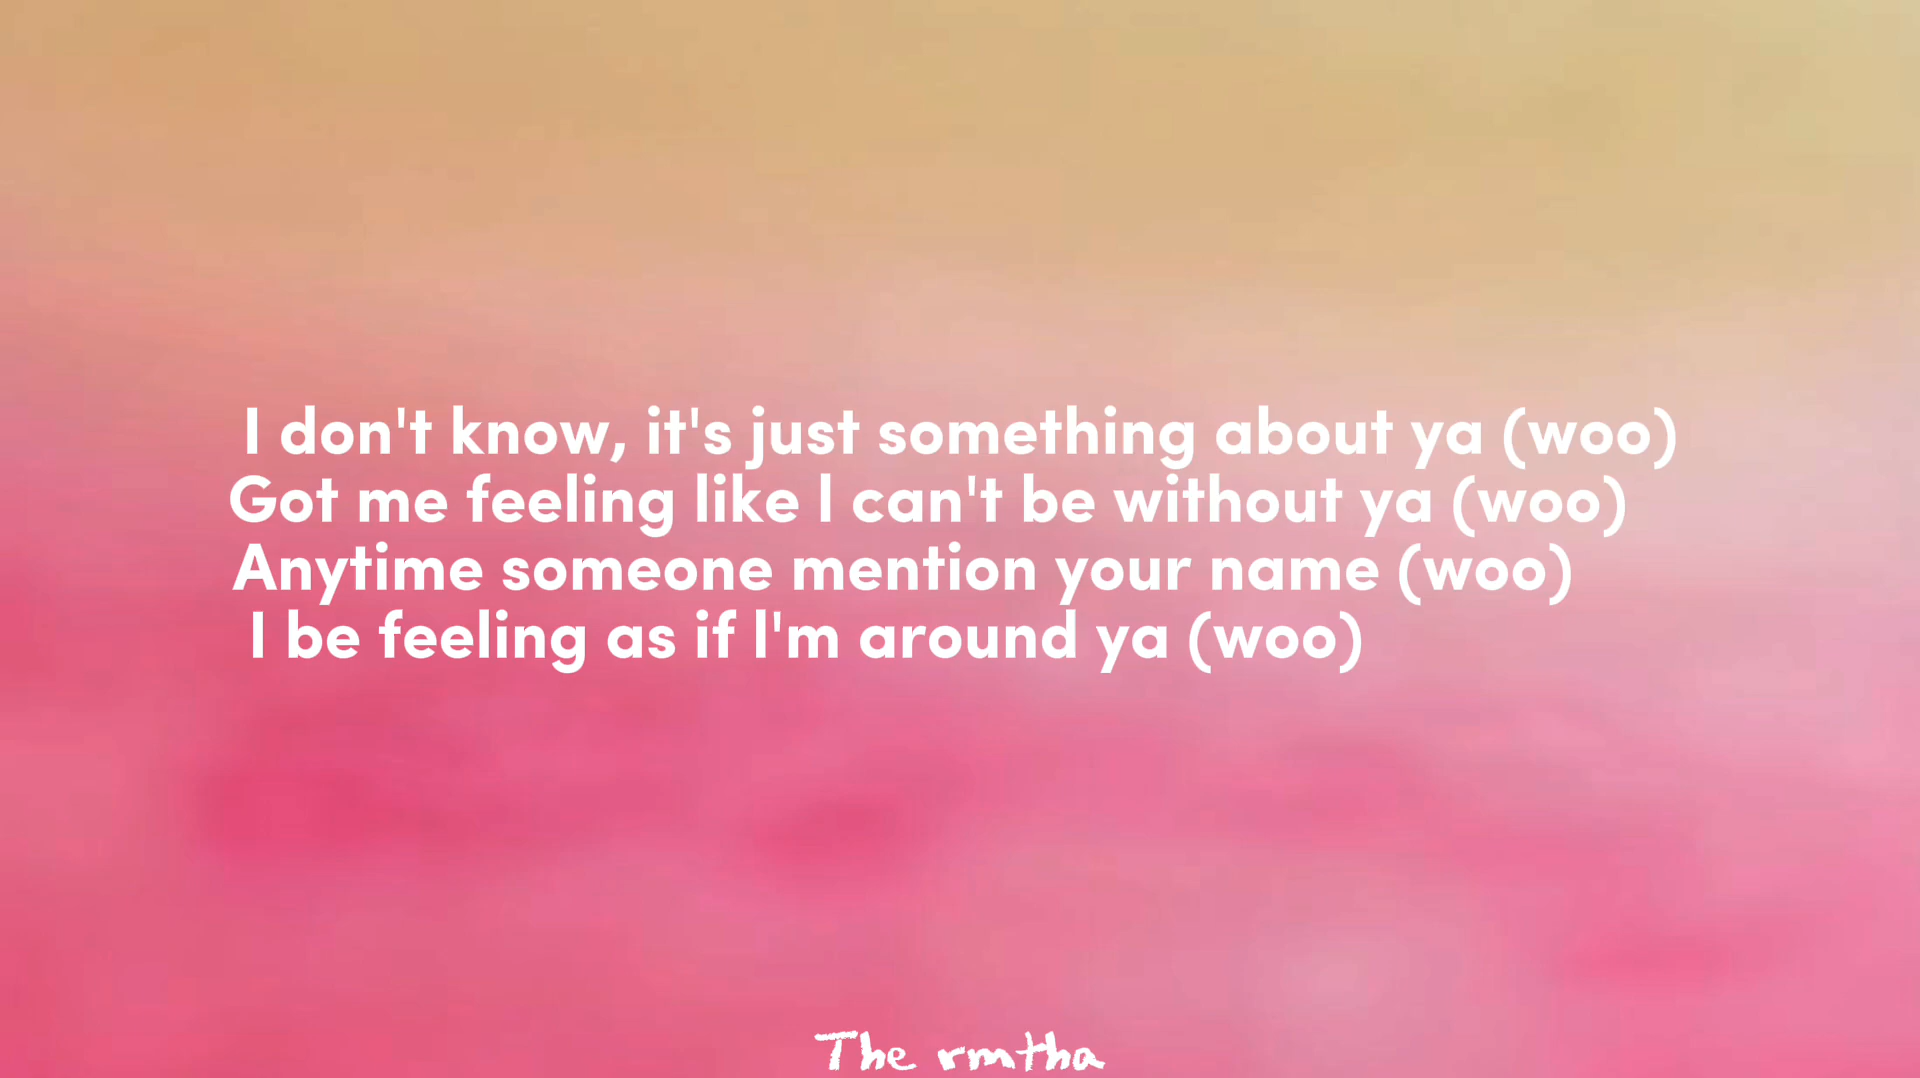 I don't know, it's just something about ya (woo)
Got me feeling like I can't be without ya (woo)
Anytime someone mention your name (woo)
I be feeling as if I'm around ya (woo)
The rmtha